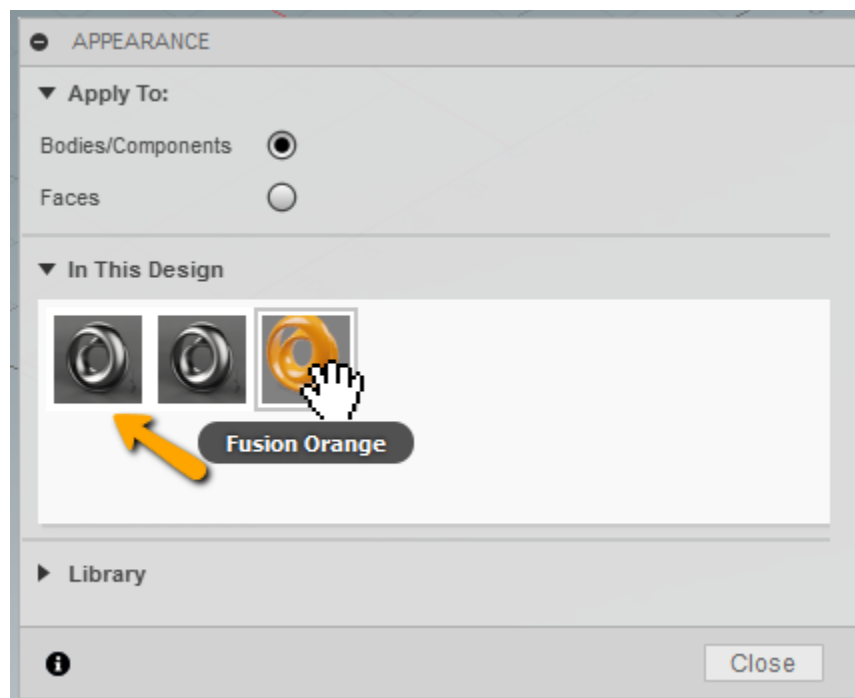 APPEARANCE
Apply To:
Bodies/Components
Faces
In This Design
Fusion Orange
Library
Close